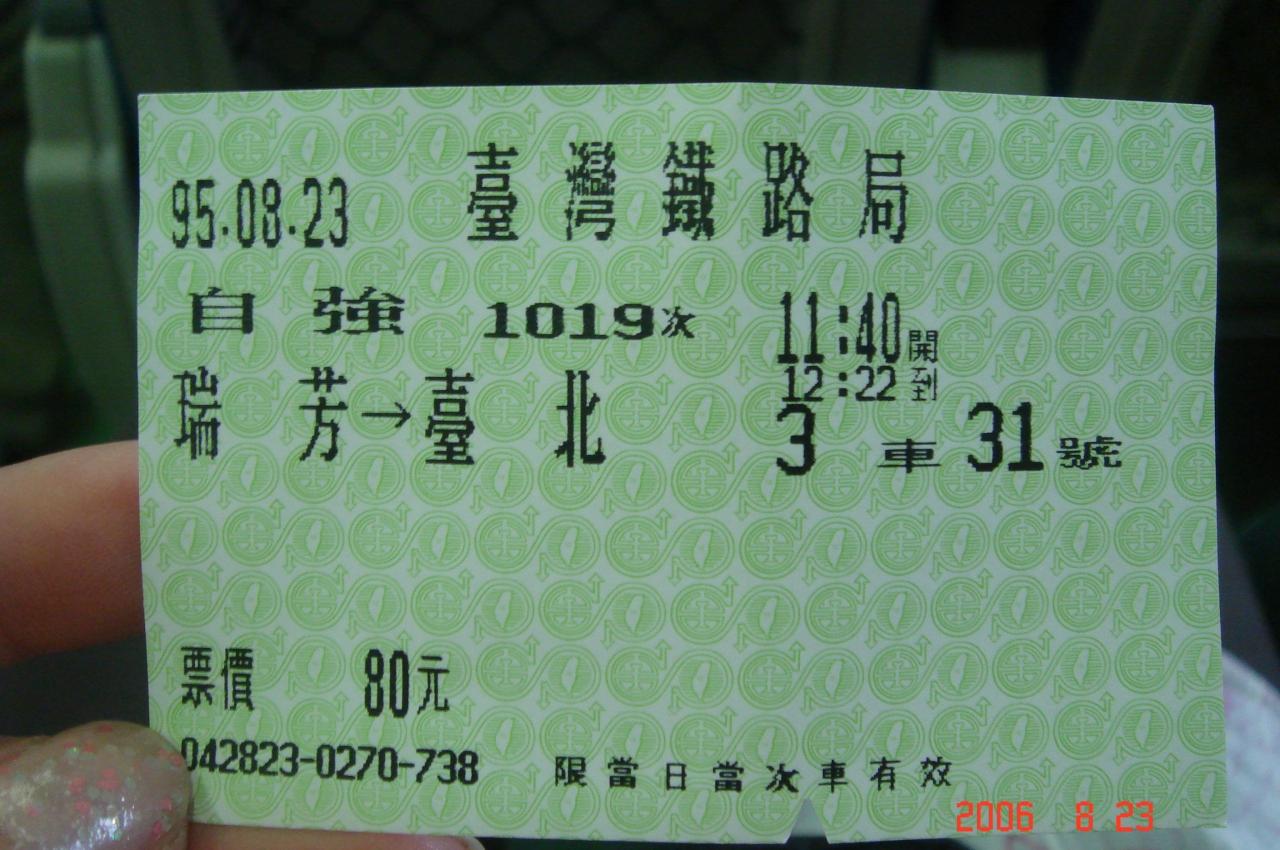 95.08.23 臺灣鐵路局
自強 1019次 11:40開
12:22到
瑞芳→臺北 3車31號
票價 80元
042823-0270-738 限當日當次車有效
2006 8 23